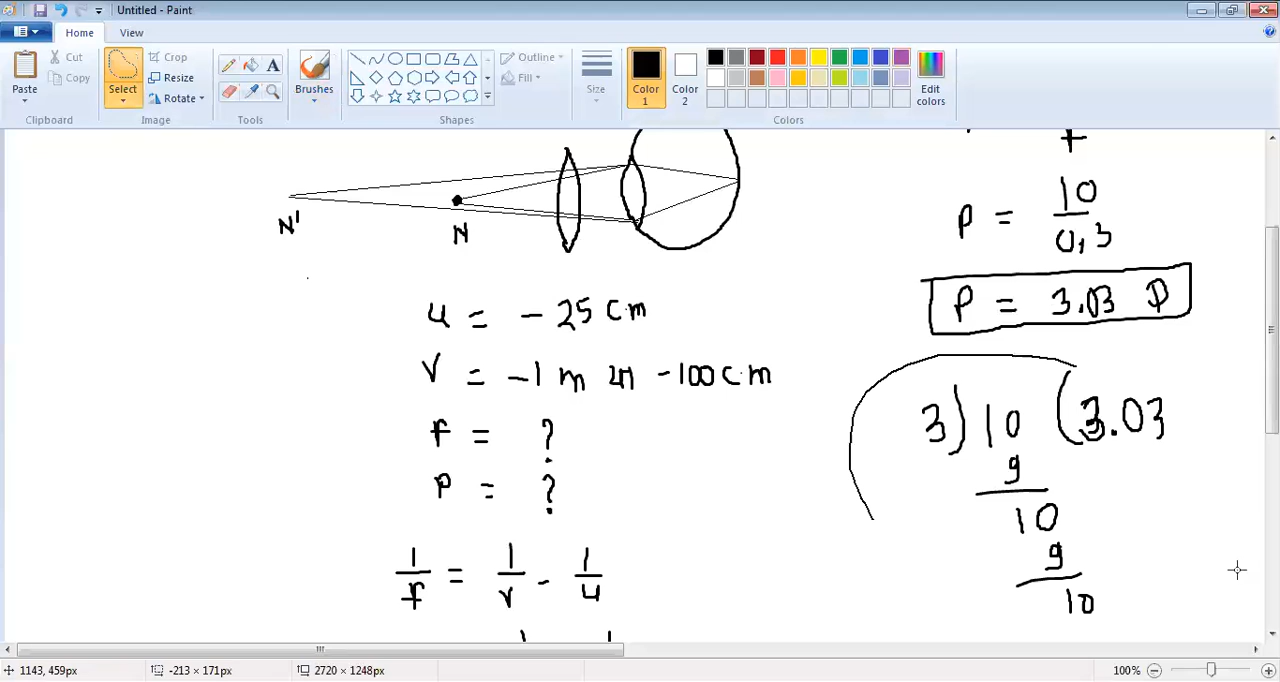 Untitled - Paint
Home View
Paste
Cut
Copy
Clipboard
Select
Crop
Resize
Rotate
Image
A
Tools
Brushes
Outline
Fill
Shapes
Size
Color 1
Color 2
Edit colors
Colors
N'
N
u = - 25 cm
v = -1 m -100 c.m
f = ?
P = ?
1/f = 1/v - 1/u
1 1
f
P = 10/0,3
P = 3.03 D
3) 10 (3.03
9
10
9
10
1143, 459px
-213 × 171px
2720 × 1248px
100%